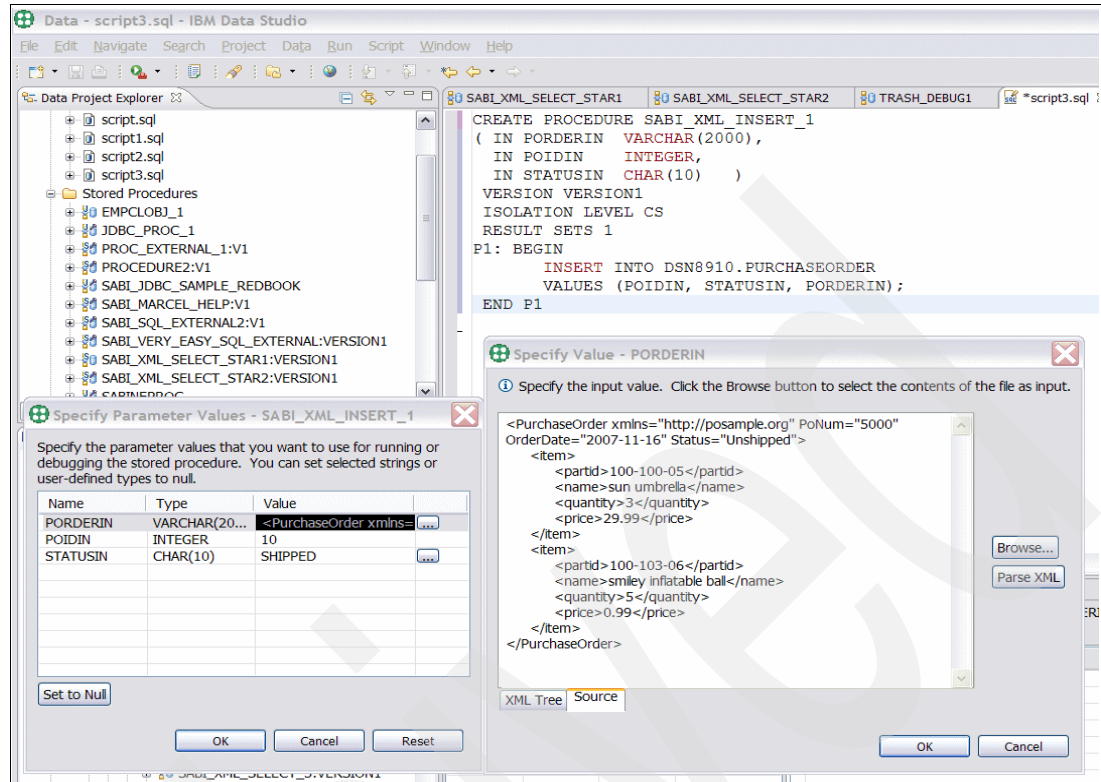 Data - script3.sql - IBM Data Studio
File Edit Navigate Search Project Data Run Script Window Help
Data Project Explorer
SABI_XML_SELECT_STAR1 SABI_XML_SELECT_STAR2 TRASH_DEBUG1 *script3.sql
script.sql
script1.sql
script2.sql
script3.sql
Stored Procedures
EMPCLOBJ_1
JDBC_PROC_1
PROC_EXTERNAL_1:V1
PROCEDURE2:V1
SABI_JDBC_SAMPLE_REDBOOK
SABI_MARCEL_HELP:V1
SABI_SQL_EXTERNAL2:V1
SABI_VERY_EASY_SQL_EXTERNAL:VERSION1
SABI_XML_SELECT_STAR1:VERSION1
SABI_XML_SELECT_STAR2:VERSION1
CREATE PROCEDURE SABI_XML_INSERT_1
( IN PORDERIN VARCHAR(2000),
IN POIDIN INTEGER,
IN STATUSIN CHAR(10) )
VERSION VERSION1
ISOLATION LEVEL CS
RESULT SETS 1
P1: BEGIN
INSERT INTO DSN8910.PURCHASEORDER
VALUES (POIDIN, STATUSIN, PORDERIN);
END P1
Specify Parameter Values - SABI_XML_INSERT_1
Specify the parameter values that you want to use for running or
debugging the stored procedure. You can set selected strings or
user-defined types to null.
Name Type Value
PORDERIN VARCHAR(20... <PurchaseOrder xmlns= ...
POIDIN INTEGER 10
STATUSIN CHAR(10) SHIPPED ...
Set to Null
OK Cancel Reset
Specify Value - PORDERIN
Specify the input value. Click the Browse button to select the contents of the file as input.
<PurchaseOrder xmlns="http://posample.org" PoNum="5000"
OrderDate="2007-11-16" Status="Unshipped">
<item>
<partid>100-100-05</partid>
<name>sun umbrella</name>
<quantity>3</quantity>
<price>29.99</price>
</item>
<item>
<partid>100-103-06</partid>
<name>smiley inflatable ball</name>
<quantity>5</quantity>
<price>0.99</price>
</item>
</PurchaseOrder>
Browse...
Parse XML
XML Tree Source
OK Cancel